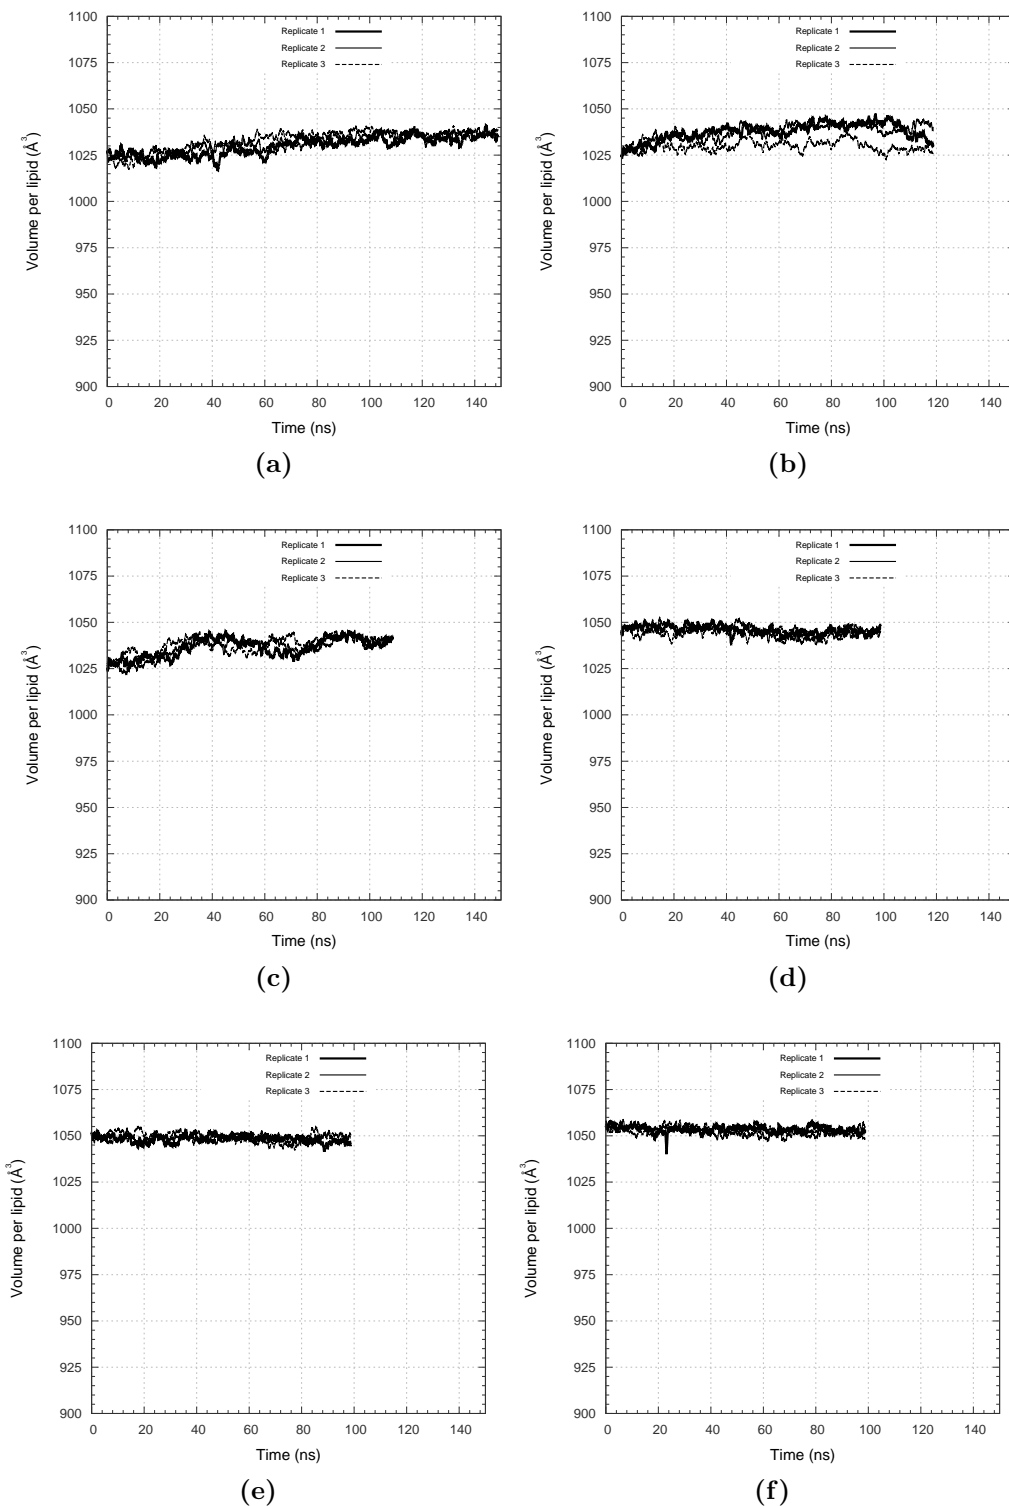 1100
1075
1050
1025
1000
975
950
925
900
Volume per lipid (Å³)
Replicate 1
Replicate 2
Replicate 3
0 20 40 60 80 100 120 140
Time (ns)
(a)
1100
1075
1050
1025
1000
975
950
925
900
Volume per lipid (Å³)
Replicate 1
Replicate 2
Replicate 3
0 20 40 60 80 100 120 140
Time (ns)
(b)
1100
1075
1050
1025
1000
975
950
925
900
Volume per lipid (Å³)
Replicate 1
Replicate 2
Replicate 3
0 20 40 60 80 100 120 140
Time (ns)
(c)
1100
1075
1050
1025
1000
975
950
925
900
Volume per lipid (Å³)
Replicate 1
Replicate 2
Replicate 3
0 20 40 60 80 100 120 140
Time (ns)
(d)
1100
1075
1050
1025
1000
975
950
925
900
Volume per lipid (Å³)
Replicate 1
Replicate 2
Replicate 3
0 20 40 60 80 100 120 140
Time (ns)
(e)
1100
1075
1050
1025
1000
975
950
925
900
Volume per lipid (Å³)
Replicate 1
Replicate 2
Replicate 3
0 20 40 60 80 100 120 140
Time (ns)
(f)